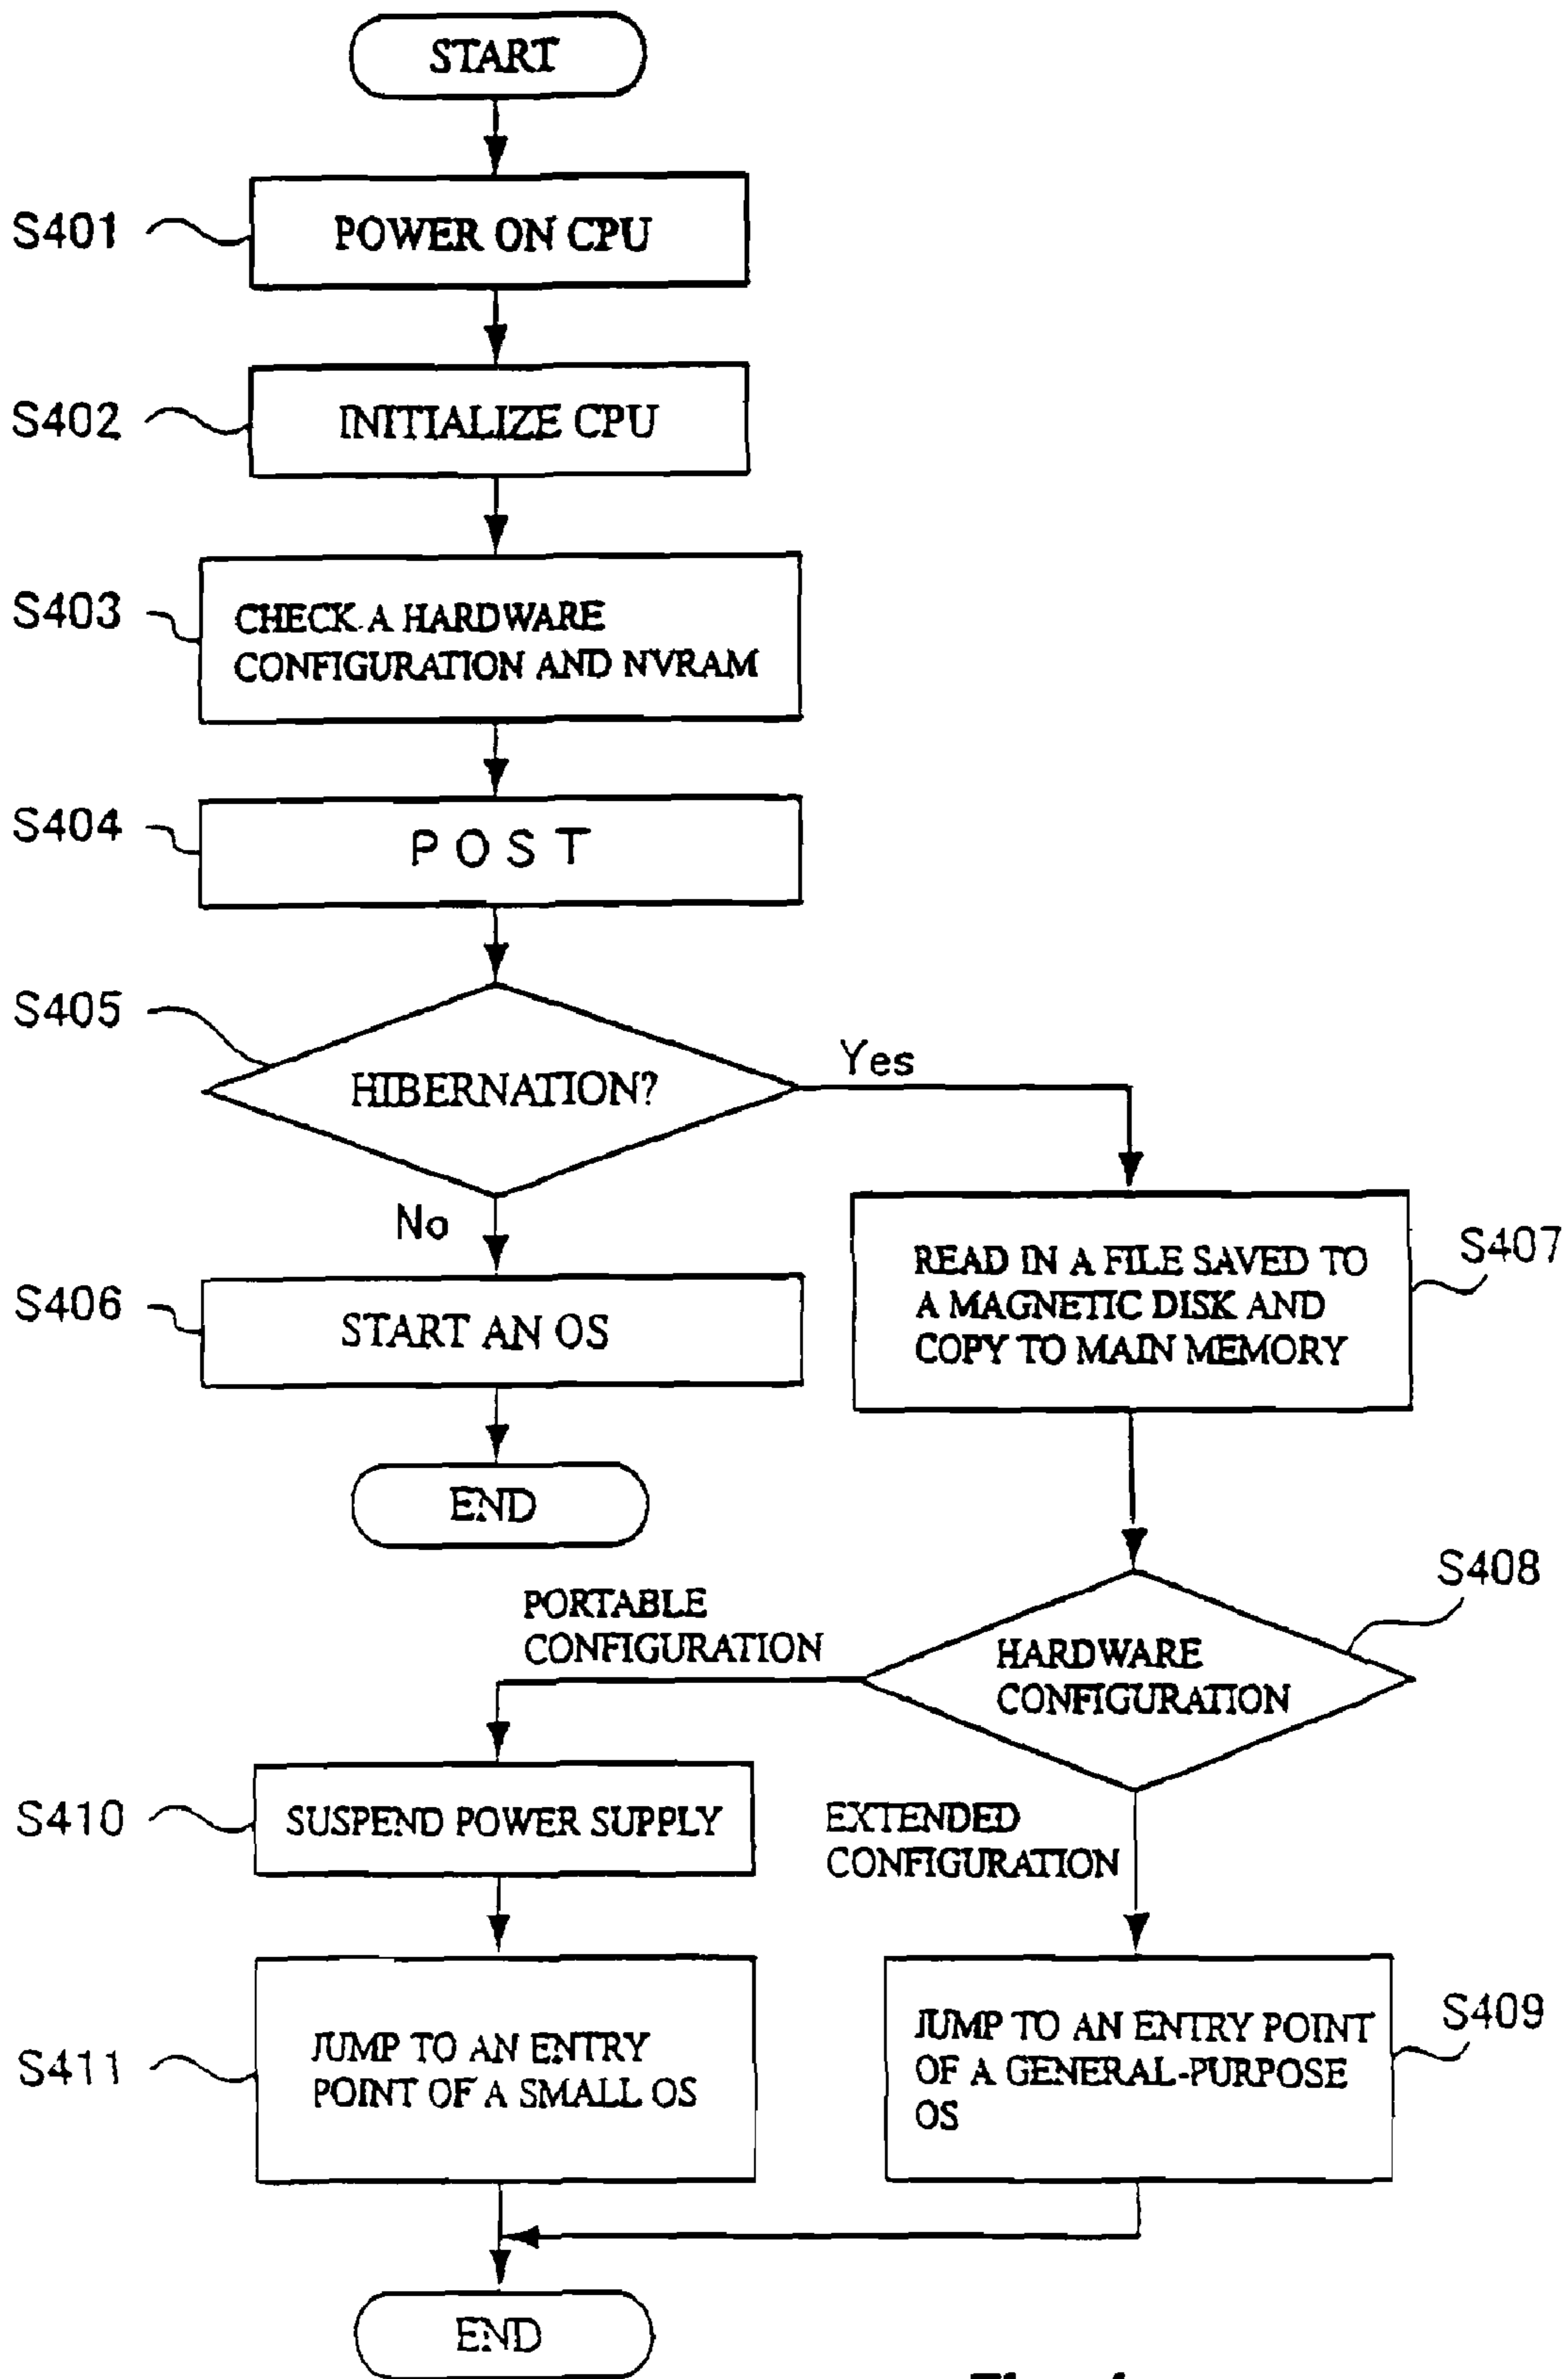 START
S401
POWER ON CPU
S402
INITIALIZE CPU
S403
CHECK A HARDWARE
CONFIGURATION AND NVRAM
S404
POST
S405
HIBERNATION?
Yes
No
S406
START AN OS
S407
READ IN A FILE SAVED TO
A MAGNETIC DISK AND
COPY TO MAIN MEMORY
END
S408
HARDWARE
CONFIGURATION
PORTABLE
CONFIGURATION
EXTENDED
CONFIGURATION
S410
SUSPEND POWER SUPPLY
S411
JUMP TO AN ENTRY
POINT OF A SMALL OS
S409
JUMP TO AN ENTRY POINT
OF A GENERAL-PURPOSE
OS
END